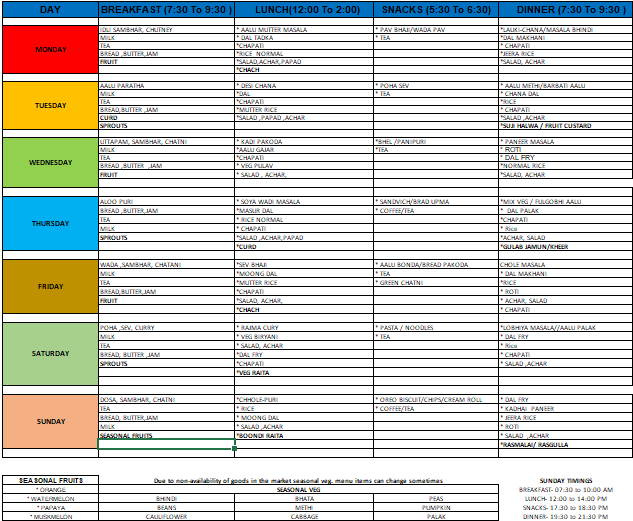 DAY BREAKFAST (7:30 To 9:30 ) LUNCH(12:00 To 2:00) SNACKS (5:30 To 6:30) DINNER (7:30 To 9:30 )
MONDAY
IDLI SAMBHAR, CHUTNEY * AALU MUTTER MASALA * PAV BHAJI/WADA PAV *LAUKI-CHANA/MASALA BHINDI
MILK * DAL TADKA * TEA *DAL MAKHANI
TEA *CHAPATI * CHAPATI
BREAD,BUTTER ,JAM *RICE NORMAL *JEERA RICE
FRUIT *SALAD,ACHAR,PAPAD *SALAD, ACHAR
*CHACH
TUESDAY
AALU PARATHA * DESI CHANA * POHA SEV * AALU METHI/BARBATI AALU
MILK *DAL * TEA * CHANA DAL
TEA *CHAPATI *RICE
BREAD,BUTTER ,JAM *MUTTER RICE * CHAPATI
CURD *SALAD ,PAPAD ,ACHAR *SALAD ,ACHAR
SPROUTS *SUJI HALWA / FRUIT CUSTARD
WEDNESDAY
UTTAPAM, SAMBHAR, CHATNI * KADI PAKODA *BHEL /PANIPURI * PANEER MASALA
MILK *AALU GAJAR *TEA * ROTI
TEA *CHAPATI * DAL FRY
BREAD ,BUTTER ,JAM * VEG PULAV *NORMAL RICE
FRUIT * SALAD , ACHAR, *SALAD, ACHAR
THURSDAY
ALOO PURI * SOYA WADI MASALA * SANDVICH/BRAD UPMA *MIX VEG / FULGOBHI AALU
BREAD ,BUTTER,JAM *MASUR DAL * COFFEE/TEA * DAL PALAK
TEA * RICE NORMAL *CHAPATI
MILK * CHAPATI * Rice
SPROUTS *SALAD ,ACHAR,PAPAD *ACHAR, SALAD
*CURD *GULAB JAMUN/KHEER
FRIDAY
WADA ,SAMBHAR, CHATANI *SEV BHAJI * AALU BONDA/BREAD PAKODA CHOLE MASALA
MILK *MOONG DAL * TEA * DAL MAKHANI
TEA *MUTTER RICE * GREEN CHATNI *RICE
BREAD,BUTTER,JAM *CHAPATI * ROTI
FRUIT *SALAD, ACHAR, * ACHAR, SALAD
*CHACH * CHAPATI
SATURDAY
POHA ,SEV, CURRY * RAJMA CURY * PASTA / NOODLES *LOBHIYA MASALA//AALU PALAK
MILK * VEG BIRYANI * TEA * DAL FRY
TEA * SALAD, ACHAR * Rice
BREAD, BUTTER ,JAM *DAL FRY * CHAPATI
SPROUTS *CHAPATI * SALAD ,ACHAR
*VEG RAITA
SUNDAY
DOSA, SAMBHAR, CHATNI *CHHOLE-PURI * OREO BISCUIT/CHIPS/CREAM ROLL * DAL FRY
TEA * RICE * COFFEE/TEA * KADHAI PANEER
BREAD, BUTTER ,JAM * MOONG DAL * JEERA RICE
MILK * SALAD ,ACHAR * ROTI
SEASONAL FRUITS *BOONDI RAITA * SALAD ,ACHAR
*RASMALAI/ RASGULLA
SEASONAL FRUITS Due to non-availability of goods in the market seasonal veg. menu items can change sometimes SUNDAY TIMINGS
* ORANGE SEASONAL VEG BREAKFAST- 07:30 to 10:00 AM
* WATERMELON BHINDI BHATA PEAS LUNCH- 12:00 to 14:00 PM
* PAPAYA BEANS METHI PUMPKIN SNACKS- 17:30 to 18:30 PM
* MUSKMELON CAULIFLOWER CABBAGE PALAK DINNER- 19:30 to 21:30 PM